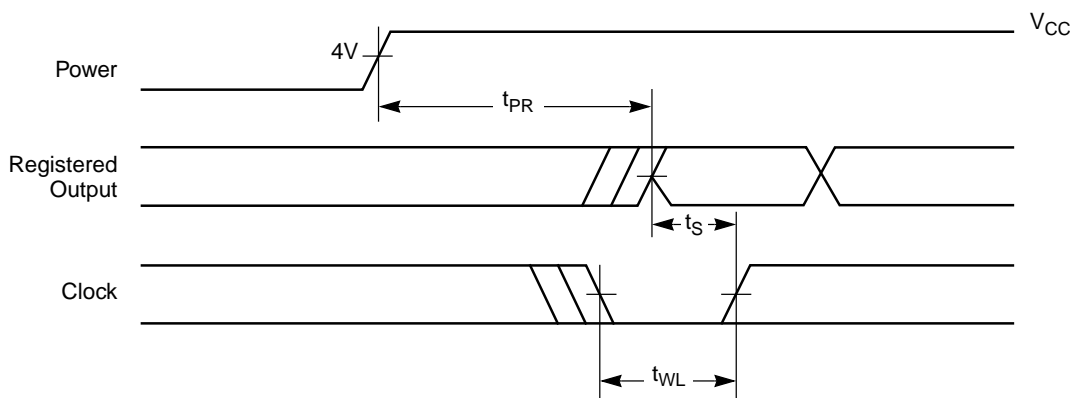 V_CC
4V
Power
t_PR
Registered
Output
t_S
Clock
t_WL